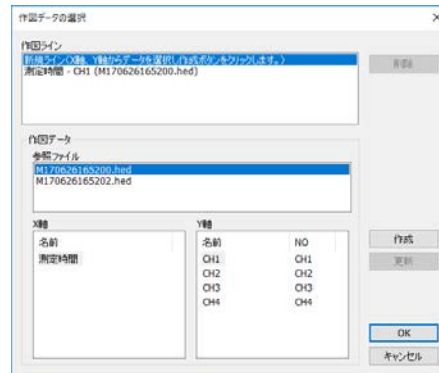 作図データの選択
作図ライン
新規ライン〈X軸、Y軸からデータを選択し作成ボタンをクリックします。〉
測定時間 - CH1 (M170626165200.hed)
削除
作図データ
参照ファイル
M170626165200.hed
M170626165202.hed
X軸
Y軸
名前
名前 NO
作成
測定時間
CH1 CH1
更新
CH2 CH2
CH3 CH3
CH4 CH4
OK
キャンセル